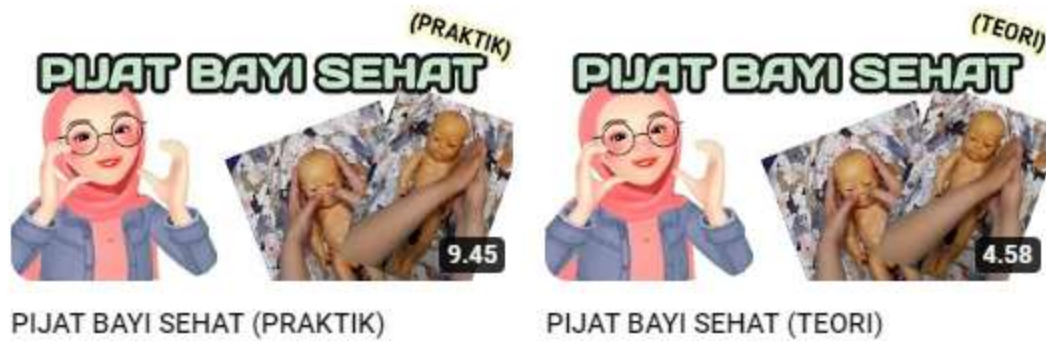 (PRAKTIK)
PIJAT BAYI SEHAT
9.45
PIJAT BAYI SEHAT (PRAKTIK)
(TEORI)
PIJAT BAYI SEHAT
4.58
PIJAT BAYI SEHAT (TEORI)